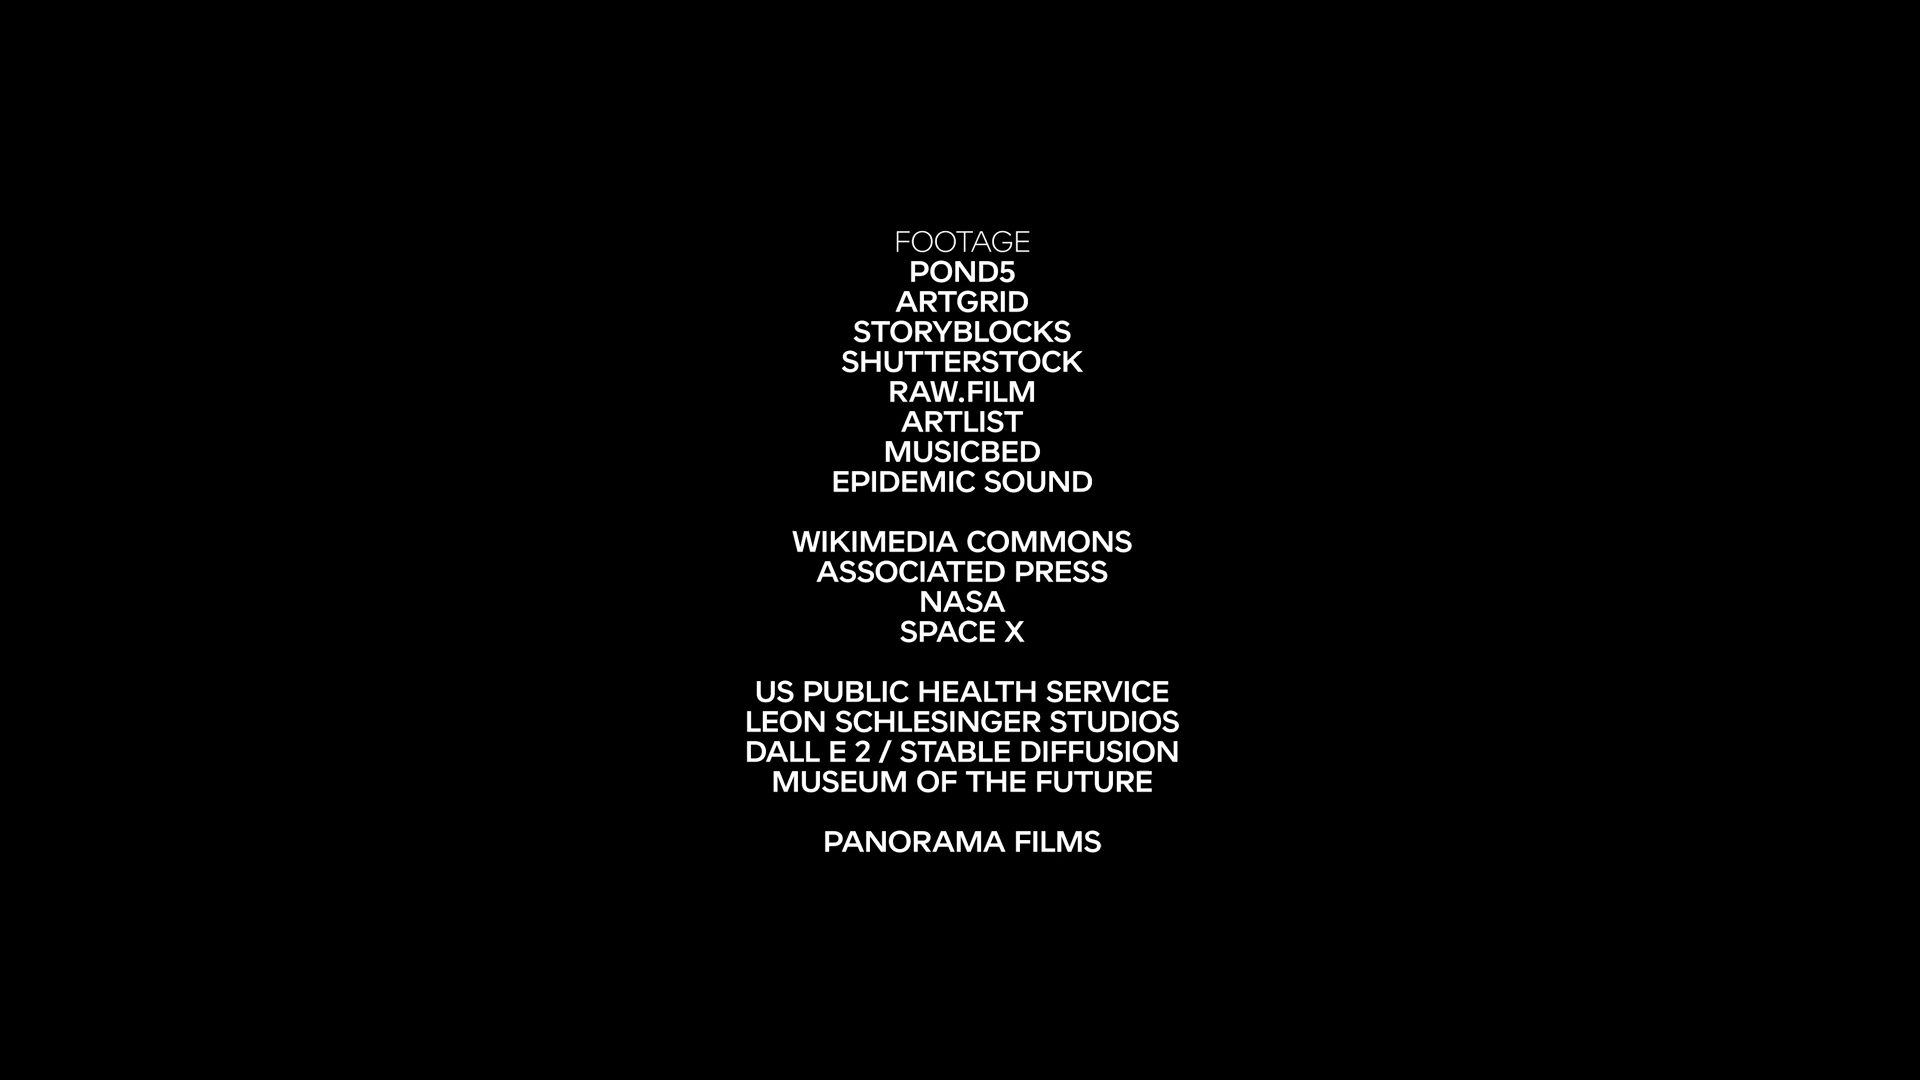 FOOTAGE
POND5
ARTGRID
STORYBLOCKS
SHUTTERSTOCK
RAW.FILM
ARTLIST
MUSICBED
EPIDEMIC SOUND
WIKIMEDIA COMMONS
ASSOCIATED PRESS
NASA
SPACE X
US PUBLIC HEALTH SERVICE
LEON SCHLESINGER STUDIOS
DALL E 2 / STABLE DIFFUSION
MUSEUM OF THE FUTURE
PANORAMA FILMS